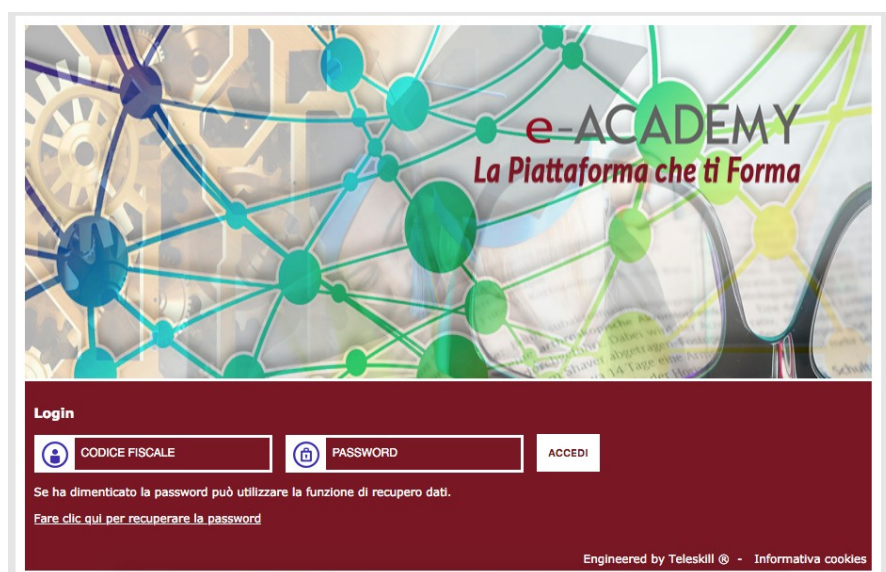 e-ACADEMY
La Piattaforma che ti Forma
Login
CODICE FISCALE
PASSWORD
ACCEDI
Se ha dimenticato la password può utilizzare la funzione di recupero dati.
Fare clic qui per recuperare la password
Engineered by Teleskill ® - Informativa cookies